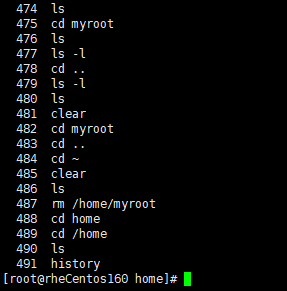 474 ls
475 cd myroot
476 ls
477 ls -l
478 cd ..
479 ls -l
480 ls
481 clear
482 cd myroot
483 cd ..
484 cd ~
485 clear
486 ls
487 rm /home/myroot
488 cd home
489 cd /home
490 ls
491 history
[root@rheCentos160 home]#